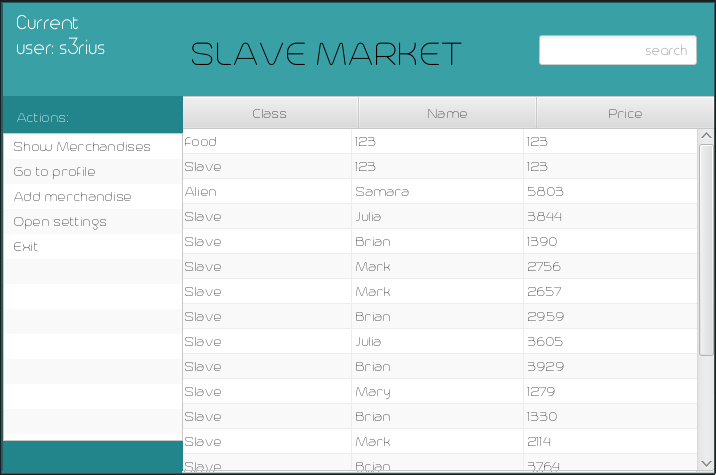 Current
user: s3rius
SLAVE MARKET
search
Actions:
Show Merchandises
Go to profile
Add merchandise
Open settings
Exit
Class Name Price
Food 123 123
Slave 123 123
Alien Samara 5803
Slave Julia 3844
Slave Brian 1390
Slave Mark 2756
Slave Mark 2657
Slave Brian 2959
Slave Julia 3605
Slave Brian 3929
Slave Mary 1279
Slave Brian 1330
Slave Mark 2114
Slave Brian 3764